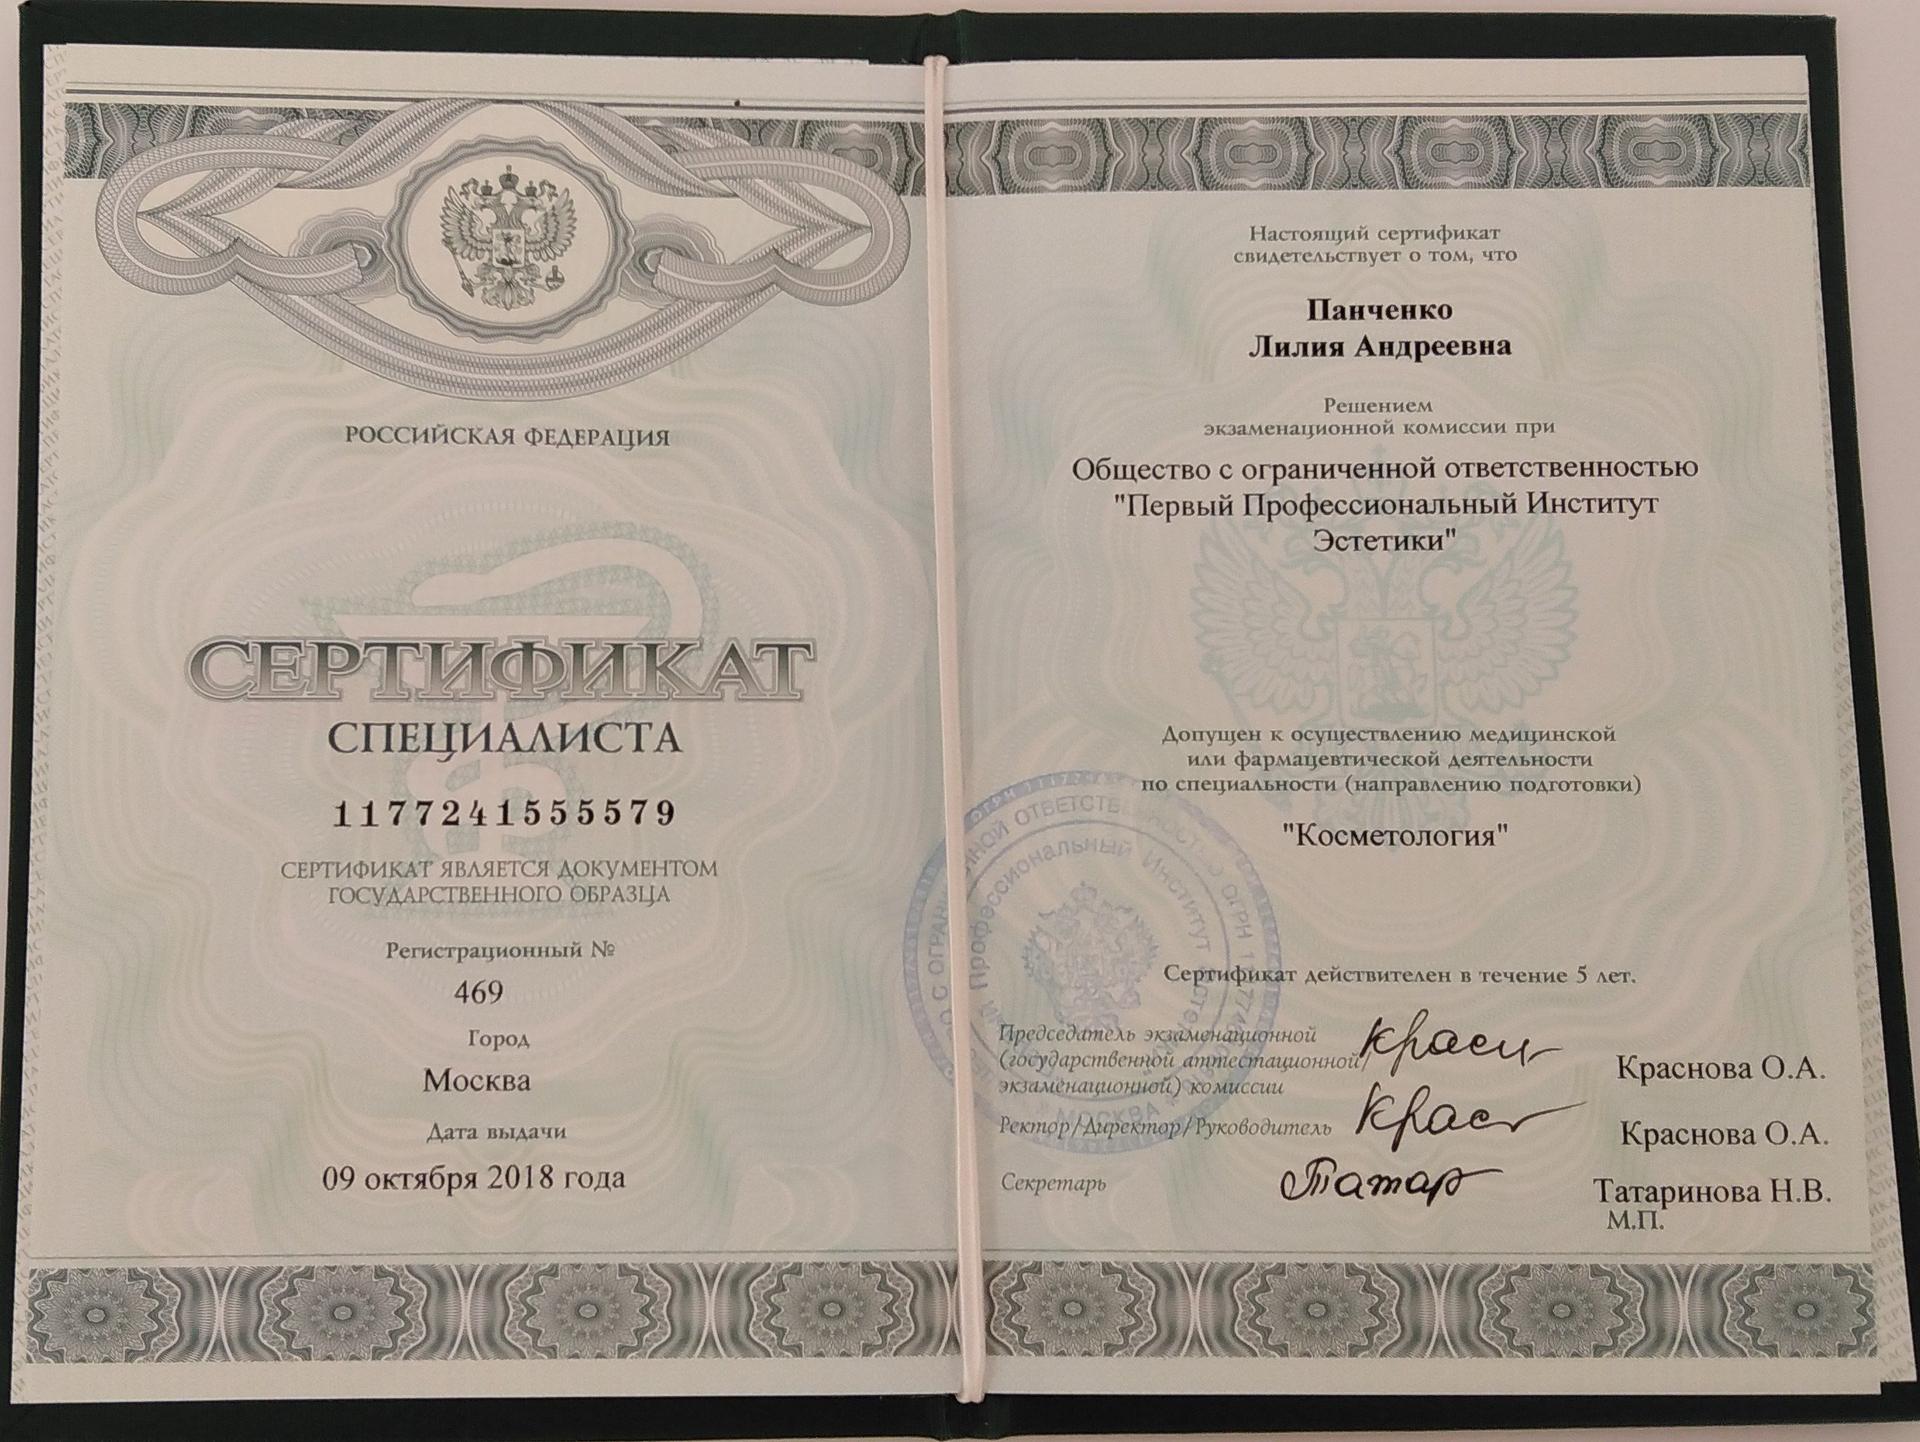 РОССИЙСКАЯ ФЕДЕРАЦИЯ
СЕРТИФИКАТ
СПЕЦИАЛИСТА
1177241555579
СЕРТИФИКАТ ЯВЛЯЕТСЯ ДОКУМЕНТОМ
ГОСУДАРСТВЕННОГО ОБРАЗЦА
Регистрационный №
469
Город
Москва
Дата выдачи
09 октября 2018 года
Настоящий сертификат
свидетельствует о том, что
Панченко
Лилия Андреевна
Решением
экзаменационной комиссии при
Общество с ограниченной ответственностью
"Первый Профессиональный Институт
Эстетики"
Допущен к осуществлению медицинской
или фармацевтической деятельности
по специальности (направлению подготовки)
"Косметология"
Сертификат действителен в течение 5 лет.
Председатель экзаменационной
(государственной аттестационной/
экзаменационной) комиссии
Краснова О.А.
Ректор/Директор/Руководитель
Краснова О.А.
Секретарь
Татаринова Н.В.
М.П.
Профессиональный Институт
МОСКВА